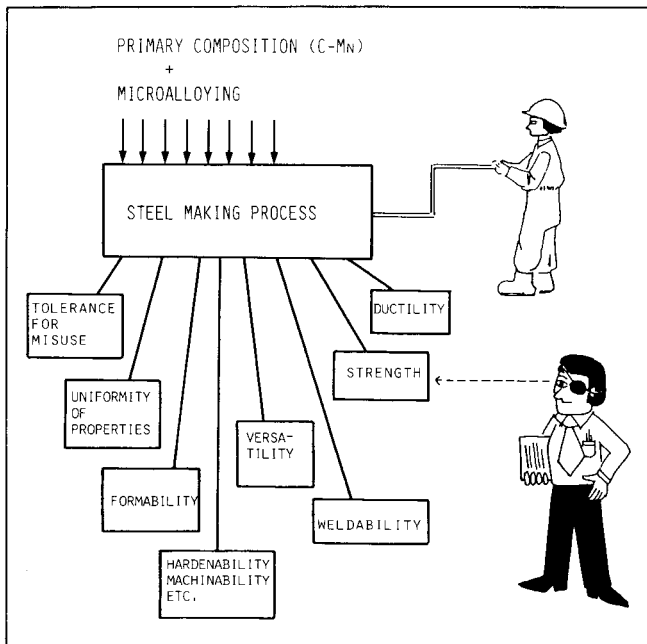 PRIMARY COMPOSITION (C-MN)
+
MICROALLOYING
STEEL MAKING PROCESS
TOLERANCE
FOR
MISUSE
UNIFORMITY
OF
PROPERTIES
FORMABILITY
HARDENABILITY
MACHINABILITY
ETC.
VERSA-
TILITY
WELDABILITY
STRENGTH
DUCTILITY